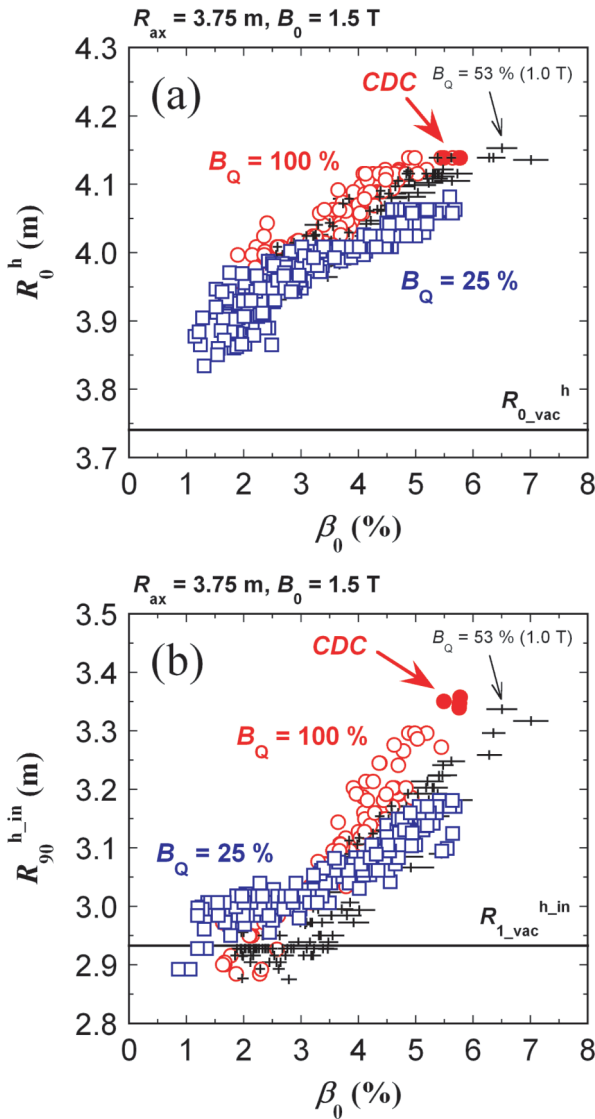 R_ax = 3.75 m, B_0 = 1.5 T
4.3
4.2
4.1
4.0
3.9
3.8
3.7
R_0^h (m)
(a)
B_Q = 53 % (1.0 T)
CDC
B_Q = 100 %
B_Q = 25 %
R_0_vac^h
0 1 2 3 4 5 6 7 8
β_0 (%)
R_ax = 3.75 m, B_0 = 1.5 T
3.5
3.4
3.3
3.2
3.1
3.0
2.9
2.8
R_90^h_in (m)
(b)
B_Q = 53 % (1.0 T)
CDC
B_Q = 100 %
B_Q = 25 %
R_1_vac^h_in
0 1 2 3 4 5 6 7 8
β_0 (%)